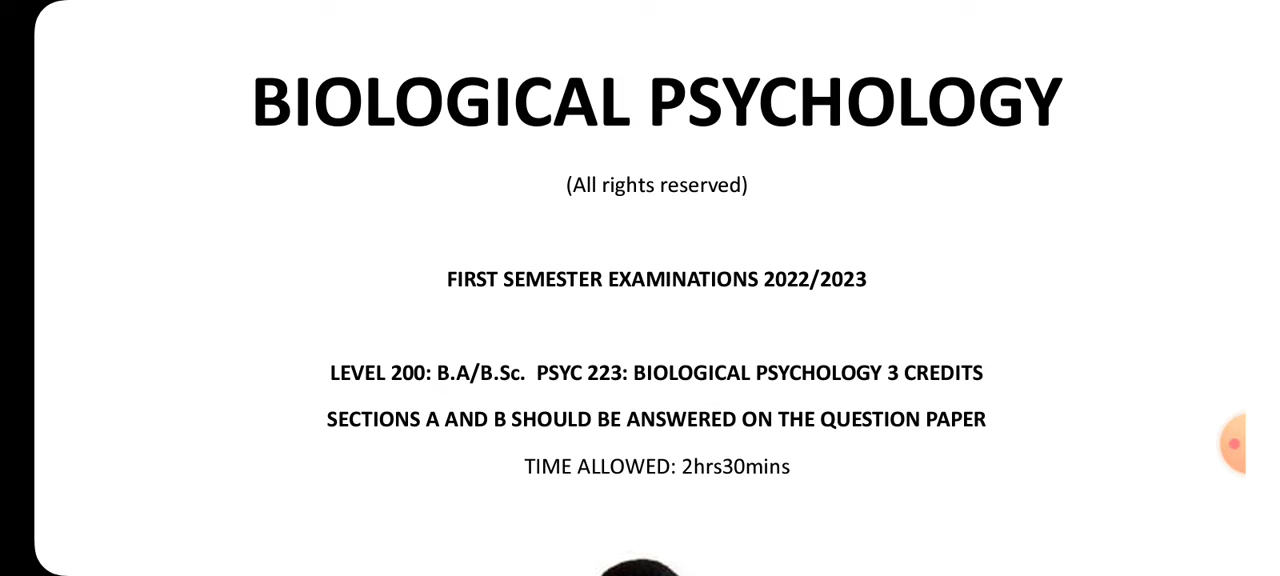 BIOLOGICAL PSYCHOLOGY
(All rights reserved)
FIRST SEMESTER EXAMINATIONS 2022/2023
LEVEL 200: B.A/B.Sc.  PSYC 223: BIOLOGICAL PSYCHOLOGY 3 CREDITS
SECTIONS A AND B SHOULD BE ANSWERED ON THE QUESTION PAPER
TIME ALLOWED: 2hrs30mins